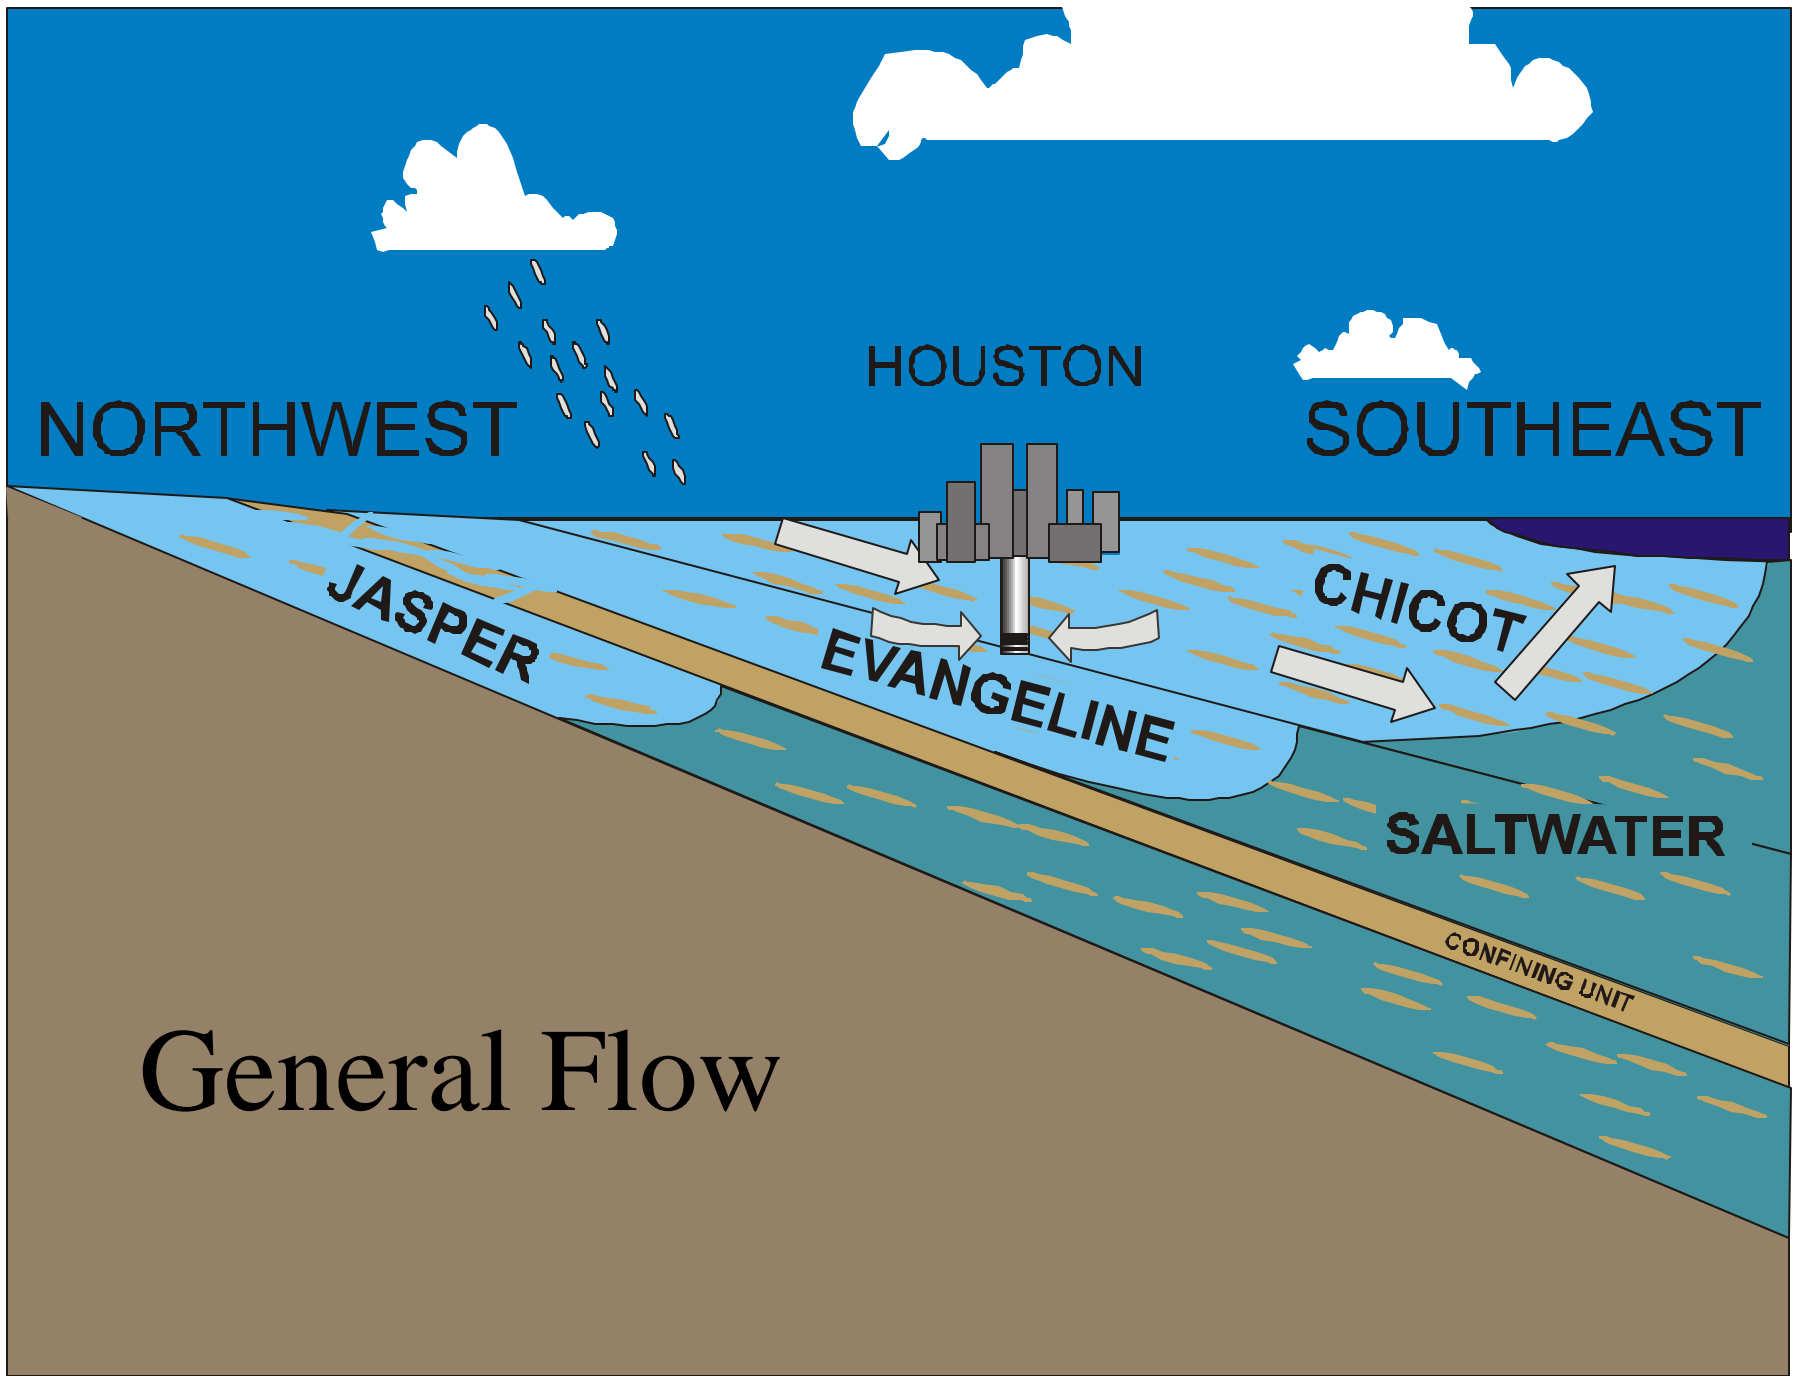 HOUSTON
NORTHWEST
SOUTHEAST
JASPER
EVANGELINE
CHICOT
SALTWATER
CONFINING UNIT
General Flow